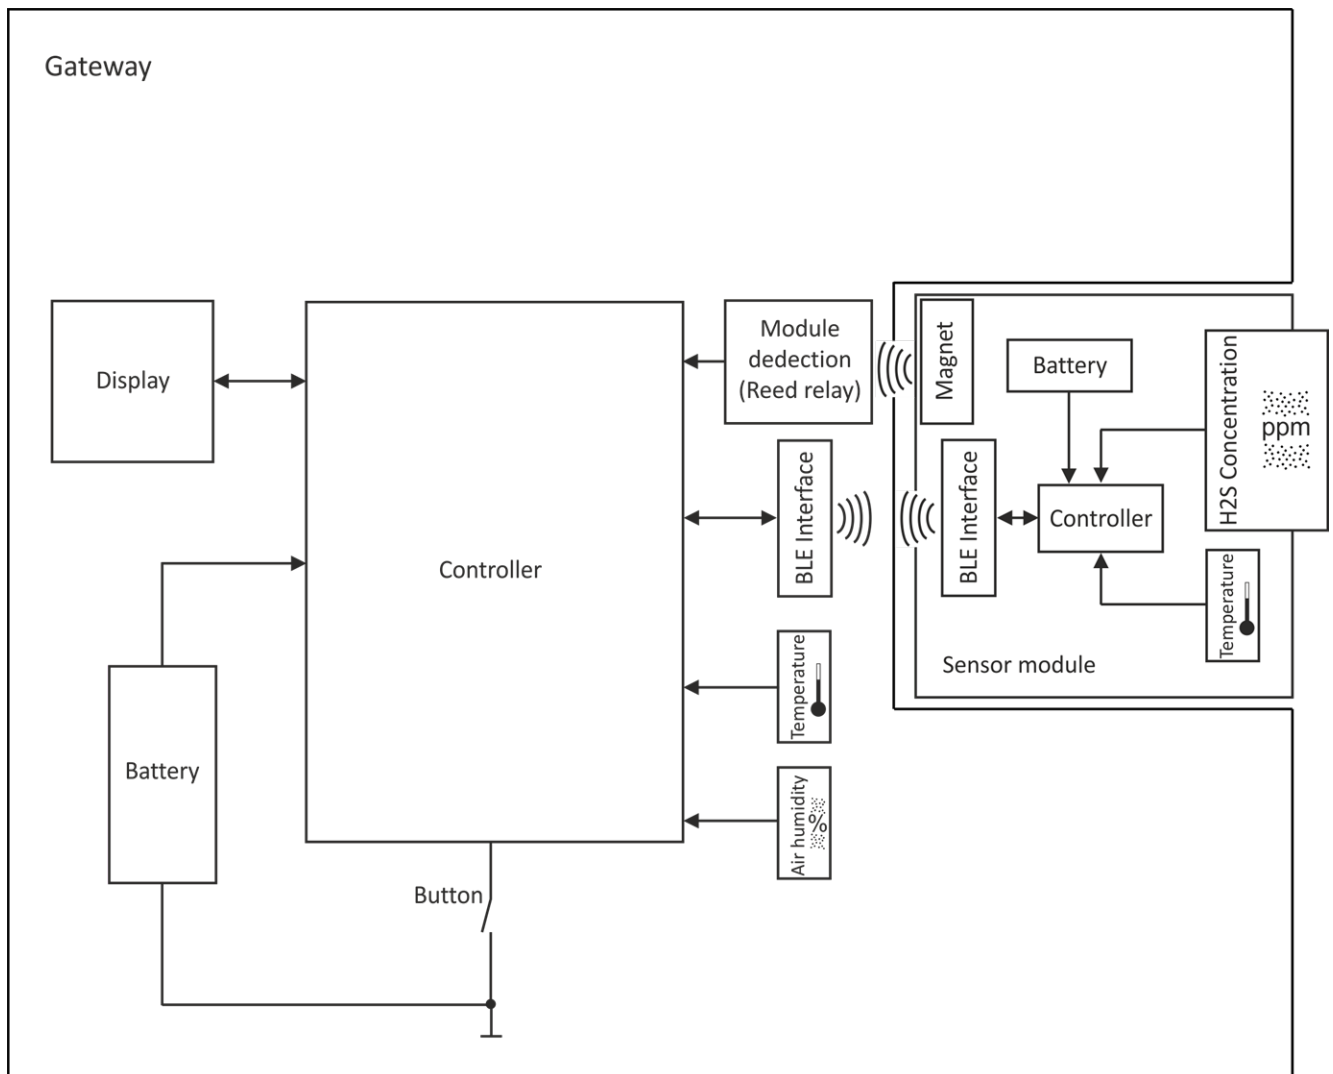 Gateway
Display
Controller
Module
dedection
(Reed relay)
Magnet
Battery
H2S Concentration
ppm
BLE Interface
BLE Interface
Controller
Temperature
Sensor module
Temperature
Battery
Air humidity
%
Button